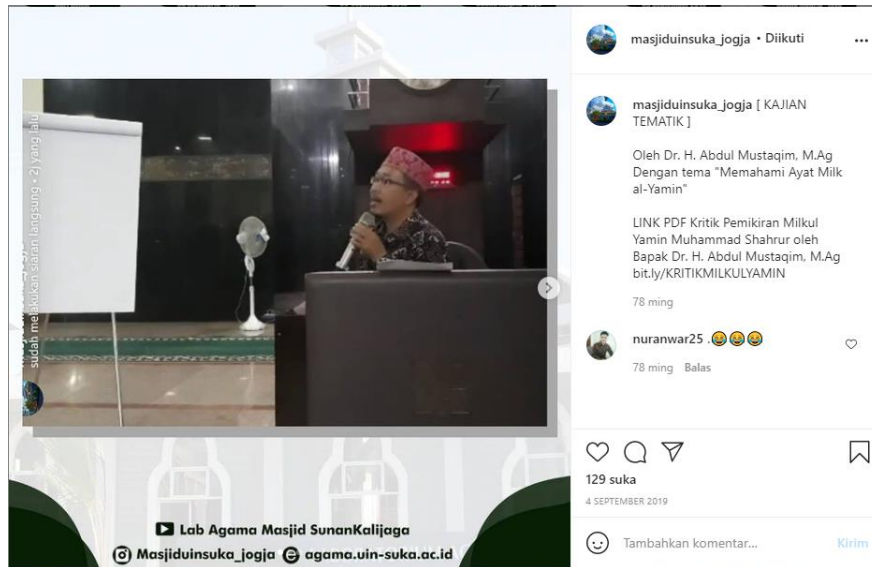 sudah melakukan siaran langsung • 2j yang lalu
Lab Agama Masjid SunanKalijaga
Masjiduinsuka_jogja agama.uin-suka.ac.id
masjiduinsuka_jogja • Diikuti
masjiduinsuka_jogja [ KAJIAN
TEMATIK ]
Oleh Dr. H. Abdul Mustaqim, M.Ag
Dengan tema "Memahami Ayat Milk
al-Yamin"
LINK PDF Kritik Pemikiran Milkul
Yamin Muhammad Shahrur oleh
Bapak Dr. H. Abdul Mustaqim, M.Ag
bit.ly/KRITIKMILKULYAMIN
78 ming
nuranwar25 .😂😂😂
78 ming Balas
129 suka
4 SEPTEMBER 2019
Tambahkan komentar...
Kirim